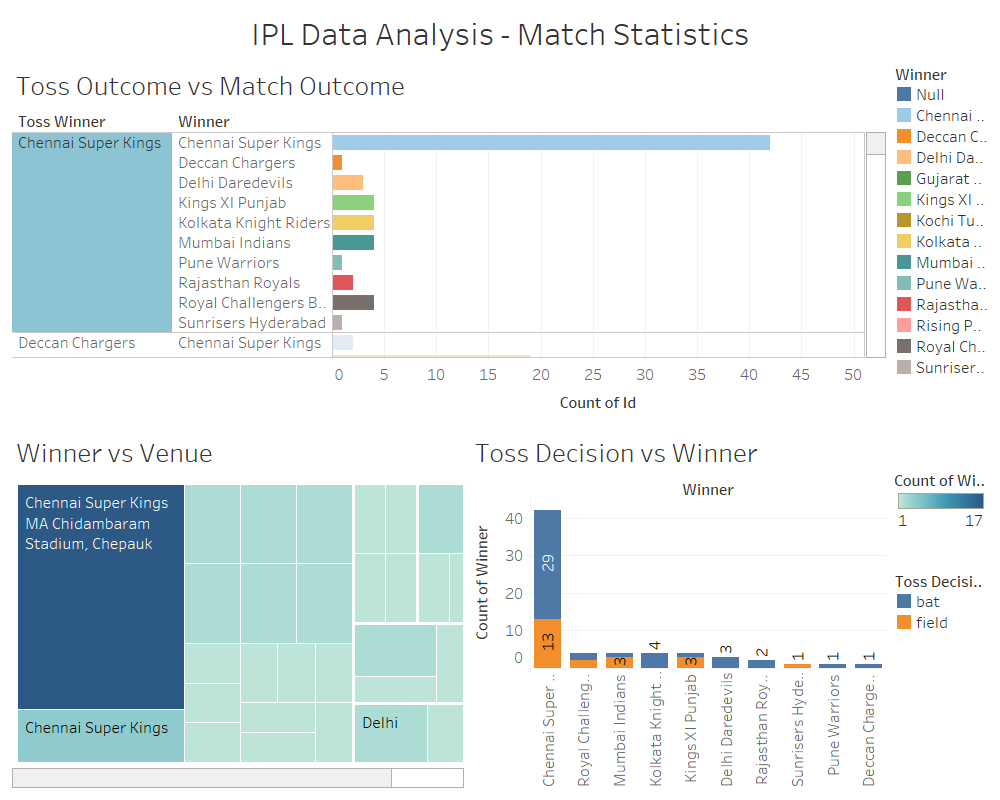 IPL Data Analysis - Match Statistics
Toss Outcome vs Match Outcome
Toss Winner Winner
Chennai Super Kings Chennai Super Kings
Deccan Chargers
Delhi Daredevils
Kings XI Punjab
Kolkata Knight Riders
Mumbai Indians
Pune Warriors
Rajasthan Royals
Royal Challengers B..
Sunrisers Hyderabad
Deccan Chargers Chennai Super Kings
0 5 10 15 20 25 30 35 40 45 50
Count of Id
Winner
Null
Chennai ..
Deccan C..
Delhi Da..
Gujarat ..
Kings XI ..
Kochi Tu..
Kolkata ..
Mumbai ..
Pune Wa..
Rajastha..
Rising P..
Royal Ch..
Sunriser..
Winner vs Venue
Chennai Super Kings
MA Chidambaram
Stadium, Chepauk
Chennai Super Kings
Delhi
Toss Decision vs Winner
Winner
Count of Winner
40
30
20
10
0
29
13
3
4
3
3
2
1
1
1
Chennai Super ..
Royal Challeng..
Mumbai Indians
Kolkata Knight ..
Kings XI Punjab
Delhi Daredevils
Rajasthan Roy..
Sunrisers Hyde..
Pune Warriors
Deccan Charge..
Count of Wi..
1 17
Toss Decisi..
bat
field